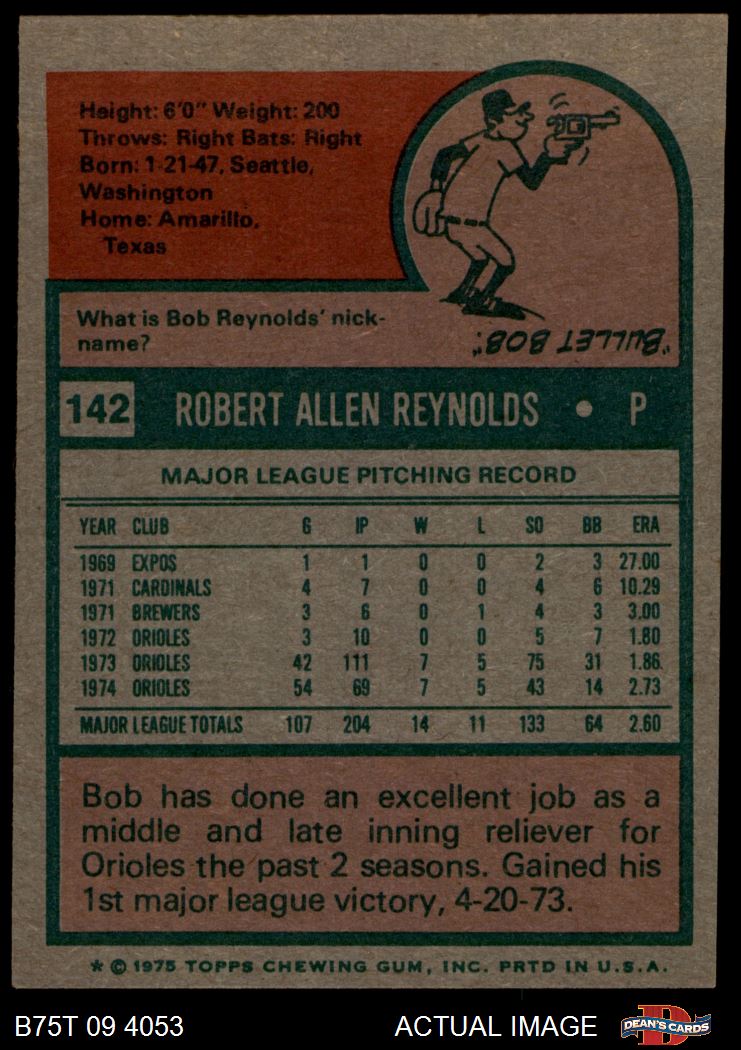 Height: 6'0" Weight: 200
Throws: Right Bats: Right
Born: 1-21-47, Seattle,
Washington
Home: Amarillo,
Texas
What is Bob Reynolds' nick-
name?
"BULLET BOB".
142 ROBERT ALLEN REYNOLDS • P
MAJOR LEAGUE PITCHING RECORD
YEAR CLUB G IP W L SO BB ERA
1969 EXPOS 1 1 0 0 2 3 27.00
1971 CARDINALS 4 7 0 0 4 6 10.29
1971 BREWERS 3 6 0 1 4 3 3.00
1972 ORIOLES 3 10 0 0 5 7 1.80
1973 ORIOLES 42 111 7 5 75 31 1.86
1974 ORIOLES 54 69 7 5 43 14 2.73
MAJOR LEAGUE TOTALS 107 204 14 11 133 64 2.60
Bob has done an excellent job as a
middle and late inning reliever for
Orioles the past 2 seasons. Gained his
1st major league victory, 4-20-73.
* © 1975 TOPPS CHEWING GUM, INC. PRTD IN U.S.A.
B75T 09 4053 ACTUAL IMAGE D DEAN'S CARDS